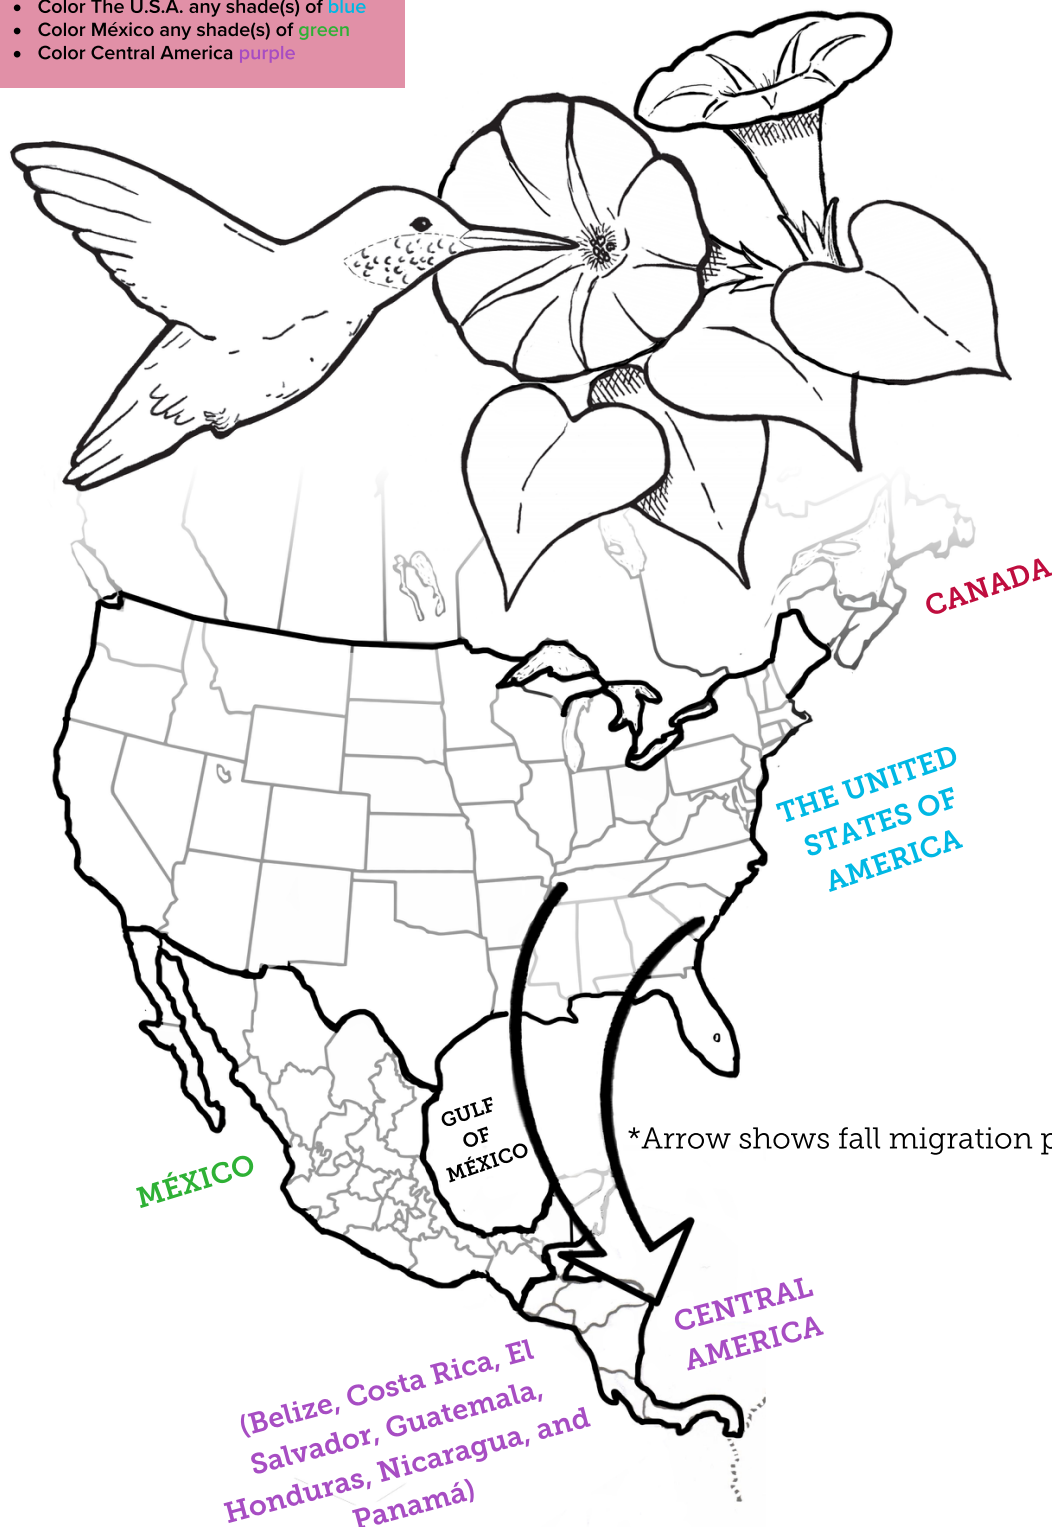 • Color The U.S.A. any shade(s) of blue
• Color México any shade(s) of green
• Color Central America purple
CANADA
THE UNITED
STATES OF
AMERICA
GULF
OF
MÉXICO
*Arrow shows fall migration p
MÉXICO
CENTRAL
AMERICA
(Belize, Costa Rica, El
Salvador, Guatemala,
Honduras, Nicaragua, and
Panamá)